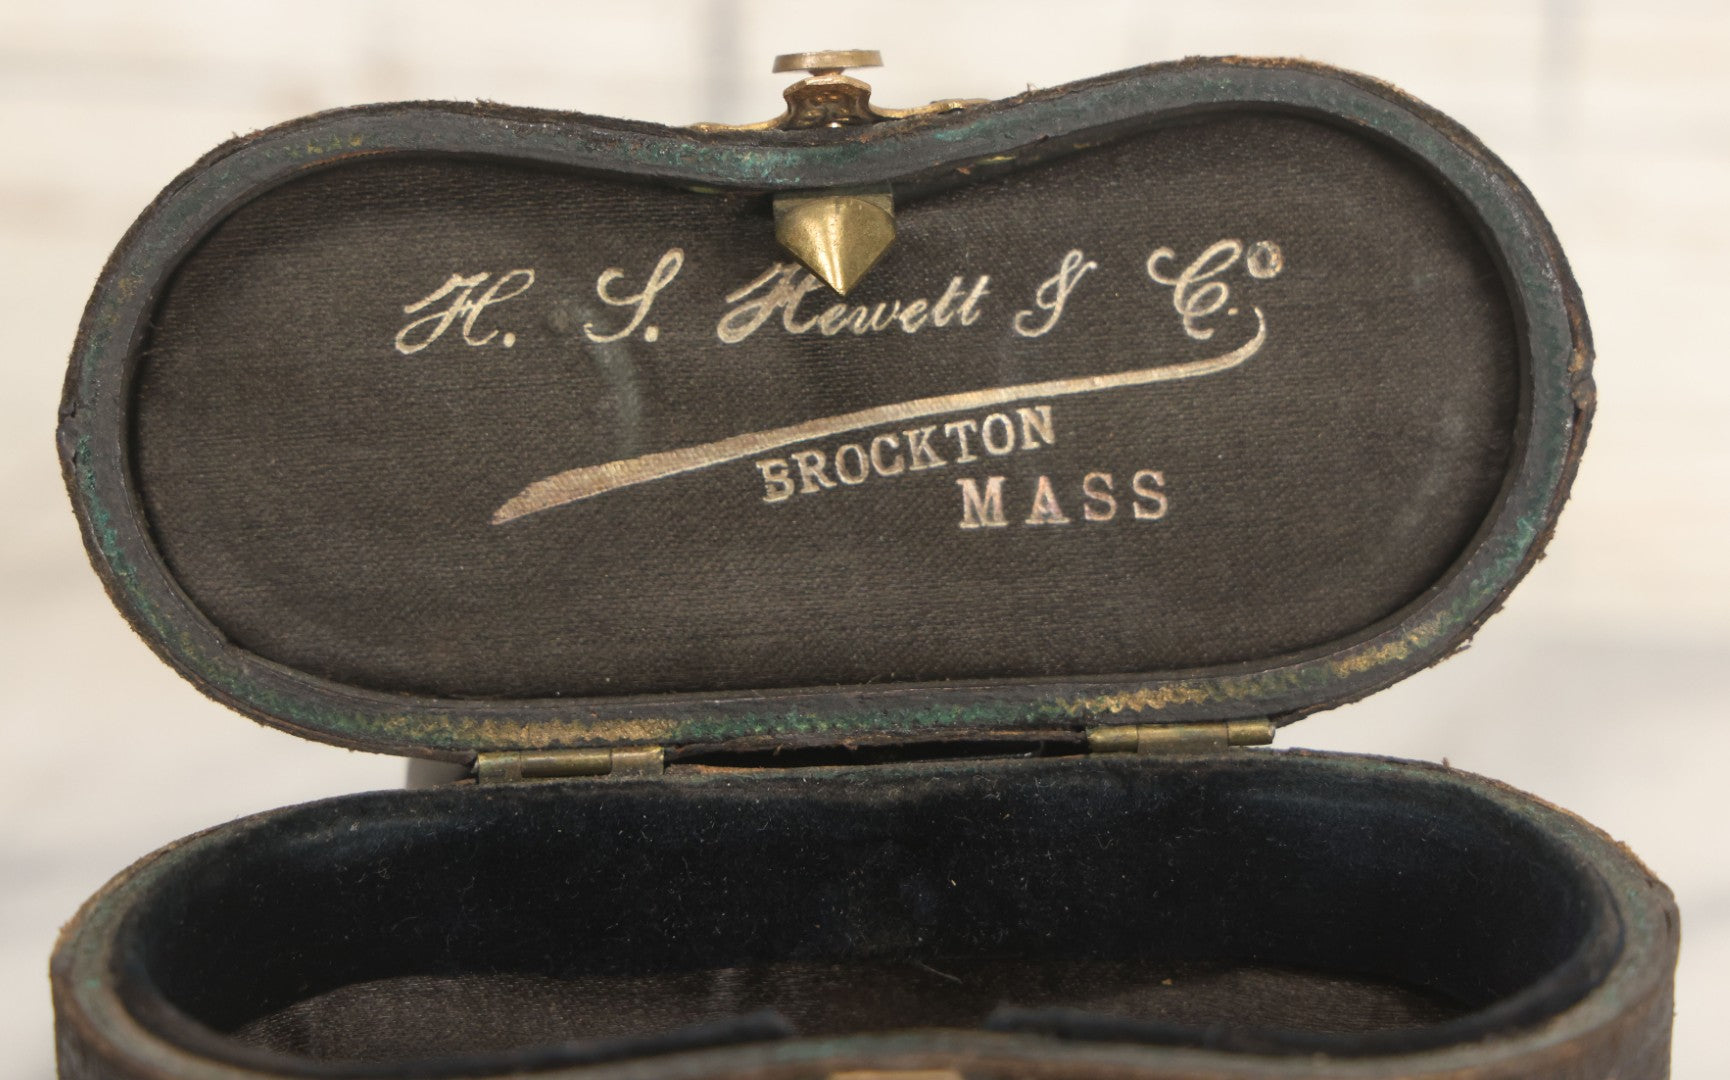 H. S. Hewett & Co.
BROCKTON
MASS